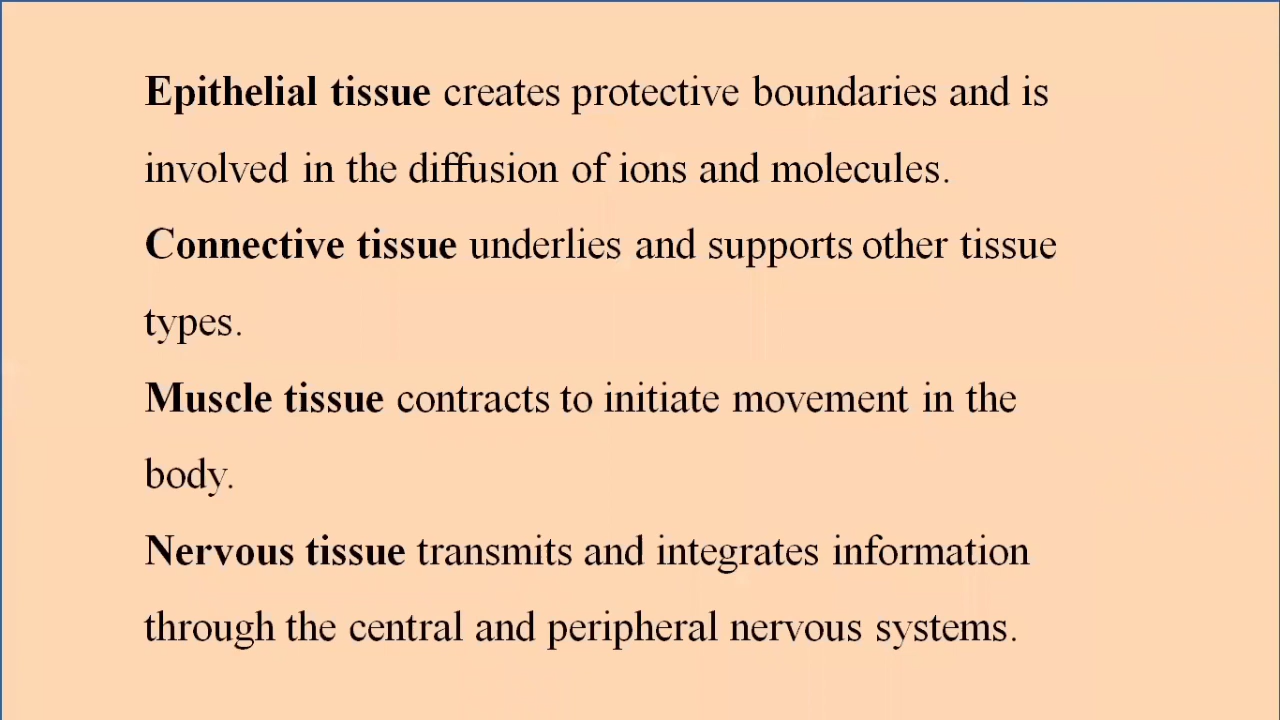 Epithelial tissue creates protective boundaries and is
involved in the diffusion of ions and molecules.
Connective tissue underlies and supports other tissue
types.
Muscle tissue contracts to initiate movement in the
body.
Nervous tissue transmits and integrates information
through the central and peripheral nervous systems.